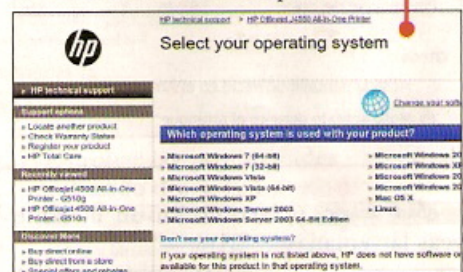 HP technical support » HP Officejet J4550 All-in-One Printer
hp
Select your operating system
» HP technical support
Change your soft
Support options
» Locate another product
» Check Warranty Status
» Register your product
» HP Total Care
Which operating system is used with your product?
» Microsoft Windows 7 (64-bit)
» Microsoft Windows 7 (32-bit)
» Microsoft Windows Vista
» Microsoft Windows Vista (64-bit)
» Microsoft Windows XP
» Microsoft Windows Server 2003
» Microsoft Windows Server 2003 64-Bit Edition
» Microsoft Windows 20
» Microsoft Windows XP
» Microsoft Windows 20
» Microsoft Windows 20
» Mac OS X
» Linux
Recently viewed
» HP Officejet 4500 All-in-One
Printer - G510g
» HP Officejet 4500 All-in-One
Printer - G510n
Don't see your operating system?
If your operating system is not listed above, HP does not have software o
available for this product in that operating system.
Discover More
» Buy direct online
» Buy direct from a store
» Special offers and rebates